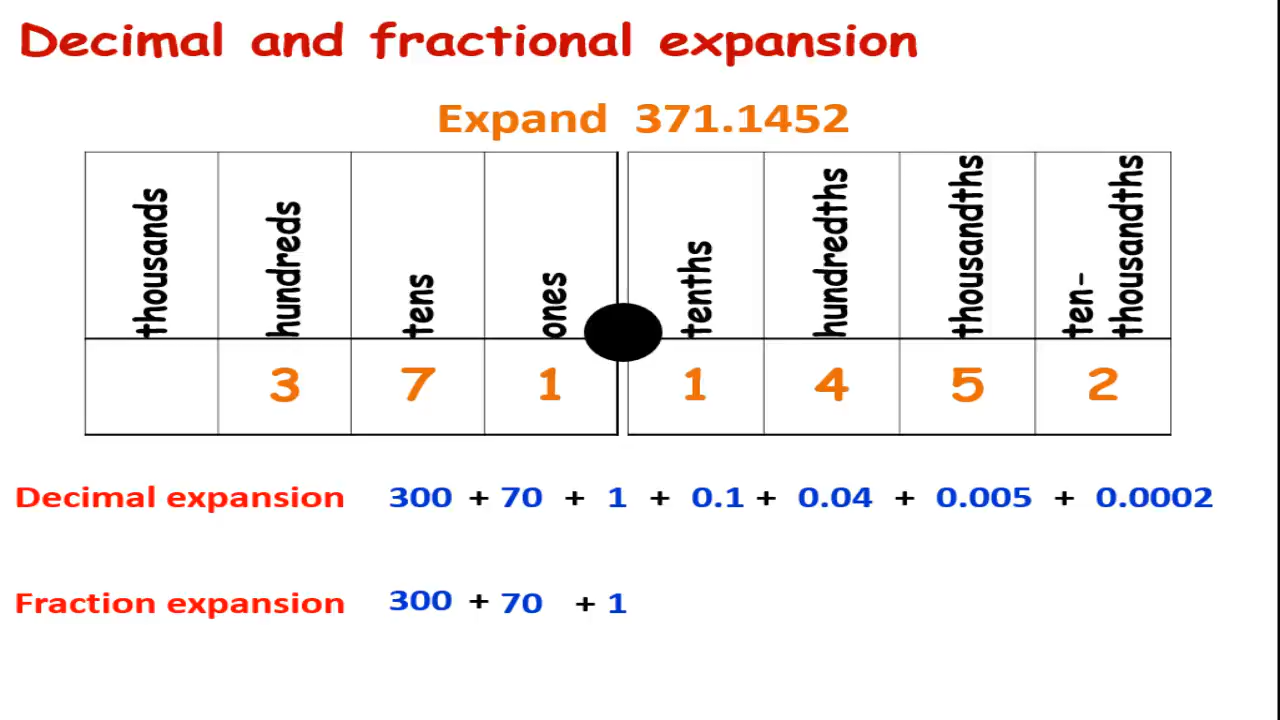 Decimal and fractional expansion
Expand 371.1452
thousands hundreds tens ones tenths hundredths thousandths ten-thousandths
3 7 1 1 4 5 2
Decimal expansion 300 + 70 + 1 + 0.1 + 0.04 + 0.005 + 0.0002
Fraction expansion 300 + 70 + 1